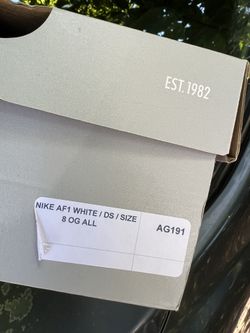 EST. 1982
NIKE AF1 WHITE / DS / SIZE
8 OG ALL
AG191